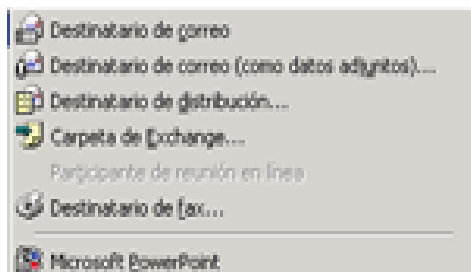 Destinatario de correo
Destinatario de correo (como datos adjuntos)...
Destinatario de distribución...
Carpeta de Exchange...
Participante de reunión en línea
Destinatario de fax...
Microsoft PowerPoint